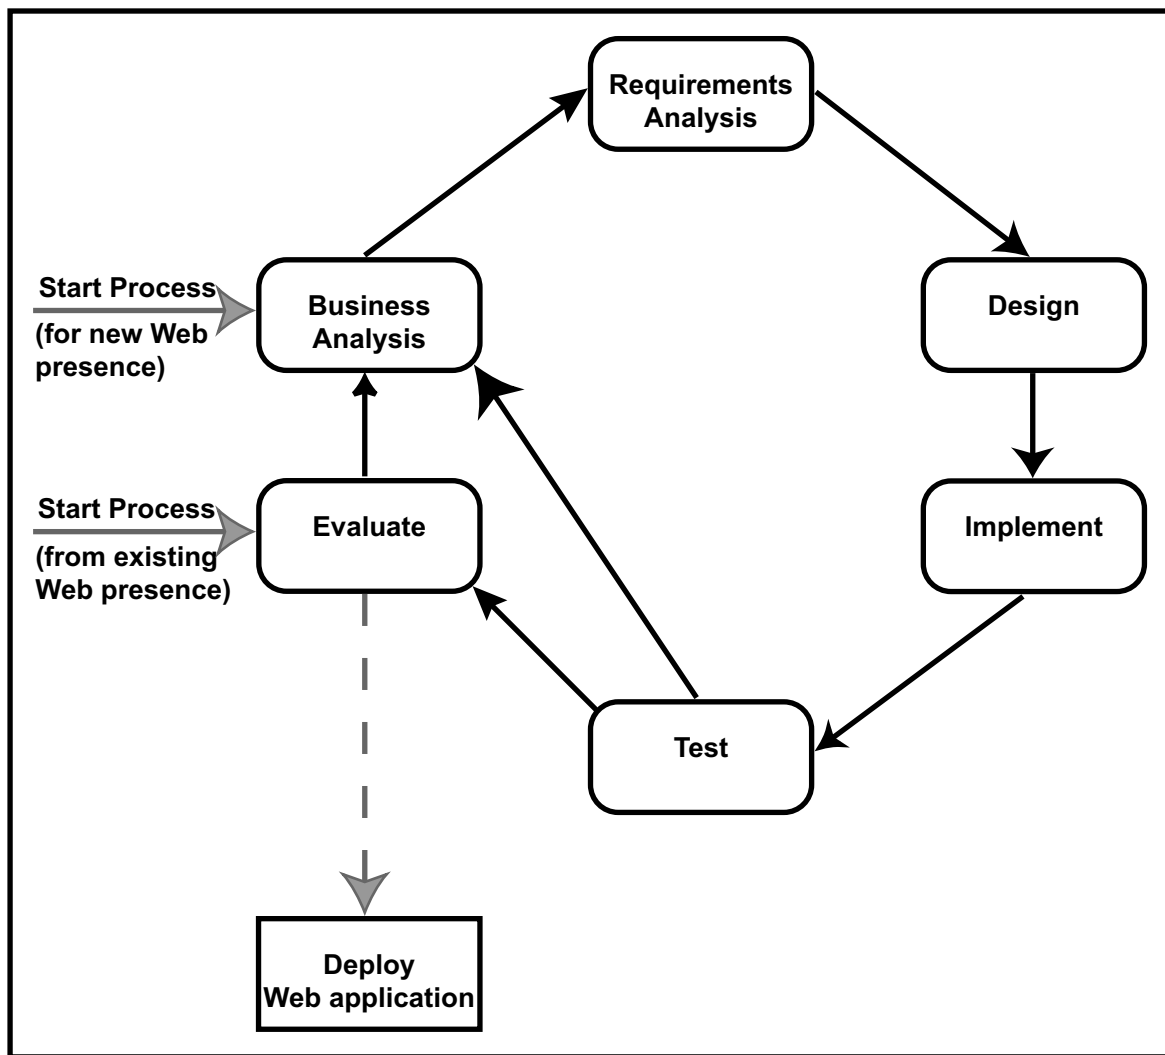 Requirements
Analysis
Start Process
(for new Web
presence)
Business
Analysis
Design
Start Process
(from existing
Web presence)
Evaluate
Implement
Test
Deploy
Web application